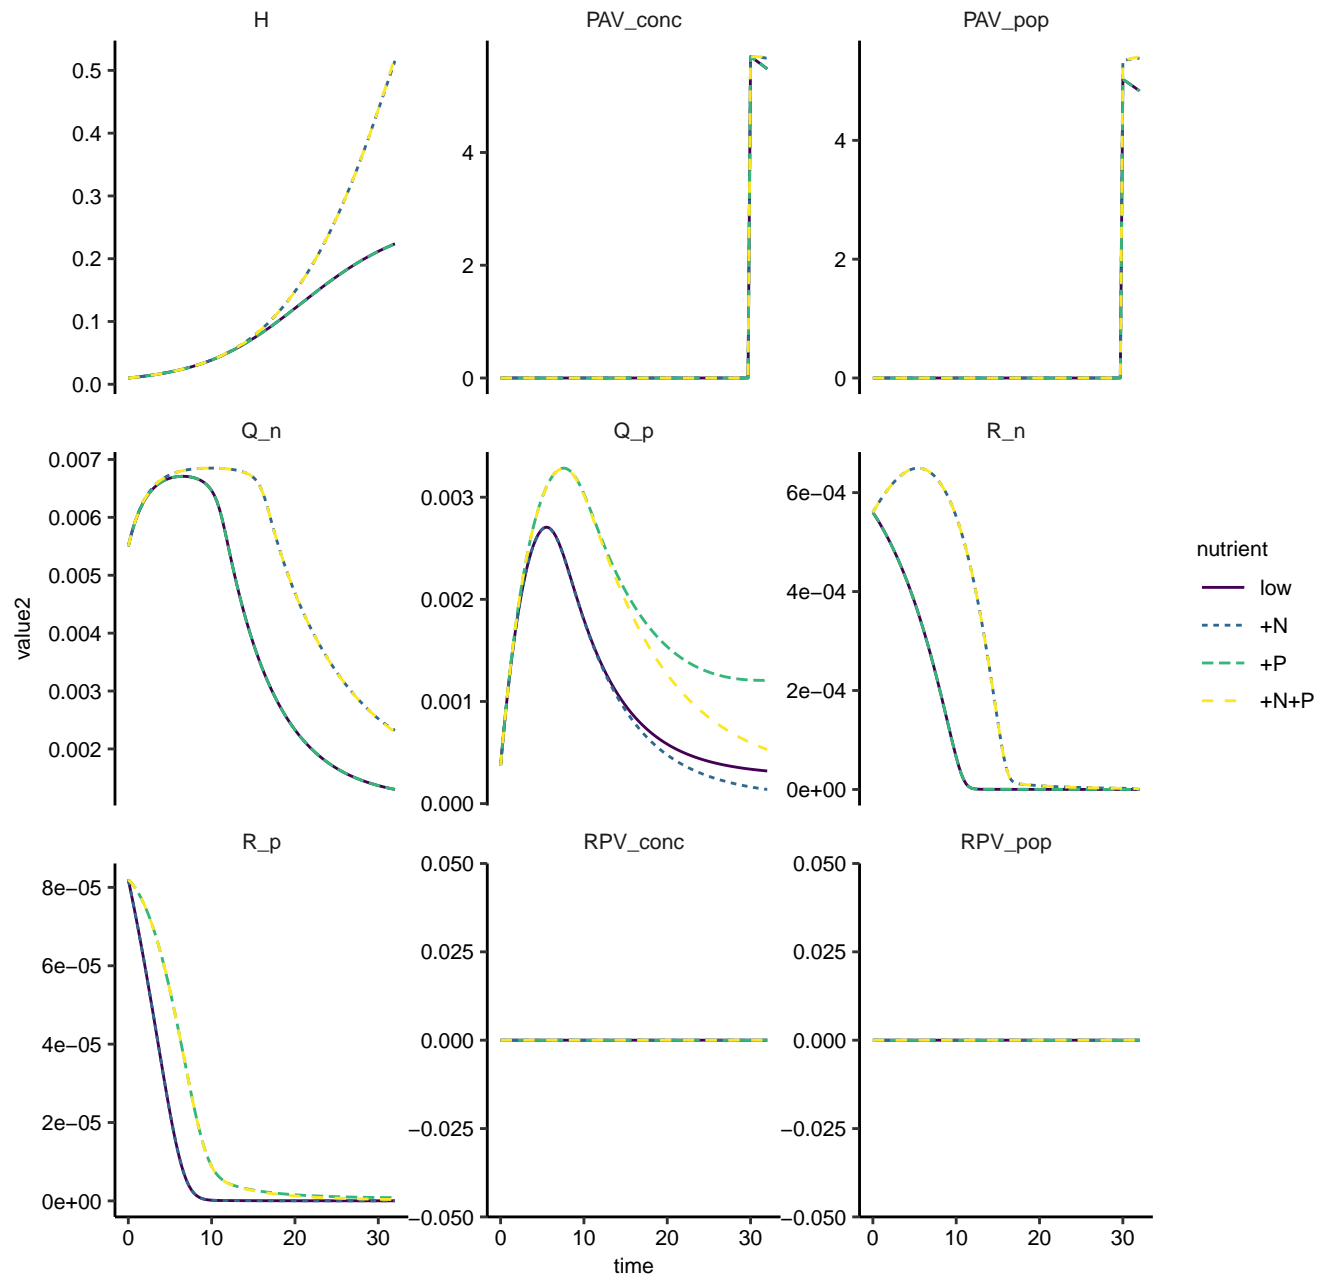 H
PAV_conc
PAV_pop
0.5
0.4
0.3
0.2
0.1
0.0
4
2
0
4
2
0
Q_n
Q_p
R_n
0.007
0.006
0.005
0.004
0.003
0.002
0.003
0.002
0.001
0.000
6e−04
4e−04
2e−04
0e+00
R_p
RPV_conc
RPV_pop
8e−05
6e−05
4e−05
2e−05
0e+00
0.050
0.025
0.000
−0.025
−0.050
0.050
0.025
0.000
−0.025
−0.050
0 10 20 30
0 10 20 30
0 10 20 30
time
value2
nutrient
low
+N
+P
+N+P